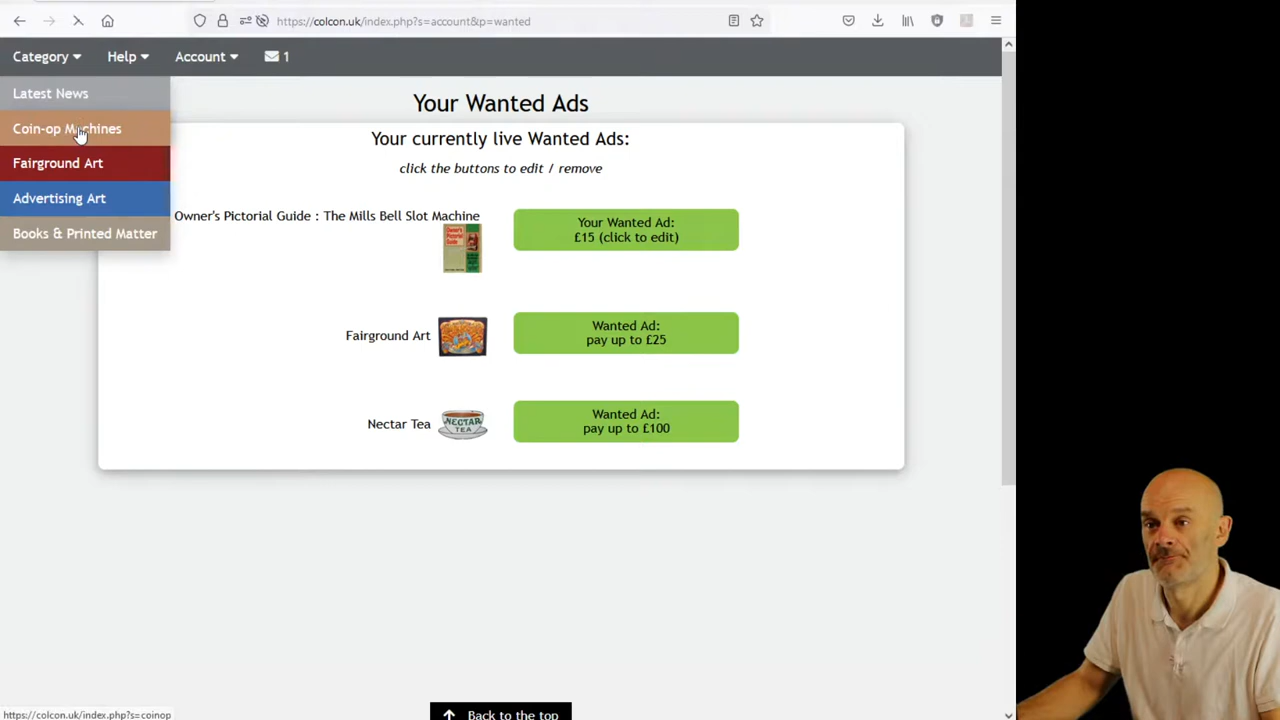 https://colcon.uk/index.php?s=account&p=wanted
Category Help Account 1
Latest News
Coin-op Machines
Fairground Art
Advertising Art
Books & Printed Matter
Your Wanted Ads
Your currently live Wanted Ads:
click the buttons to edit / remove
Owner's Pictorial Guide : The Mills Bell Slot Machine
Your Wanted Ad:
£15 (click to edit)
Fairground Art
Wanted Ad:
pay up to £25
Nectar Tea
NECTAR
TEA
Wanted Ad:
pay up to £100
https://colcon.uk/index.php?s=coinop
Back to the top